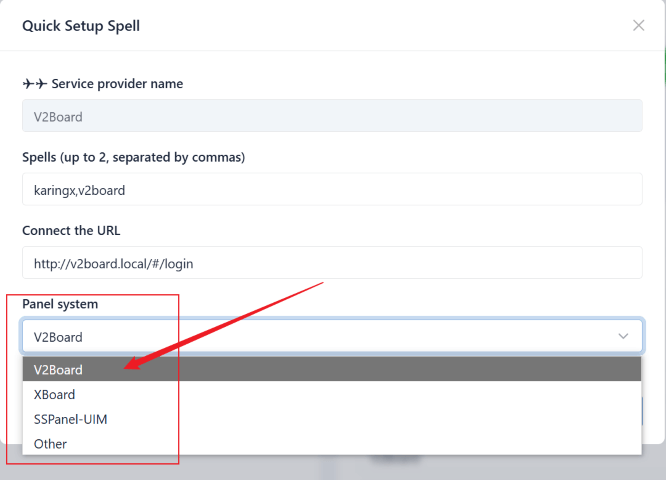 Quick Setup Spell
✈✈ Service provider name
V2Board
Spells (up to 2, separated by commas)
karingx,v2board
Connect the URL
http://v2board.local/#/login
Panel system
V2Board
V2Board
XBoard
SSPanel-UIM
Other